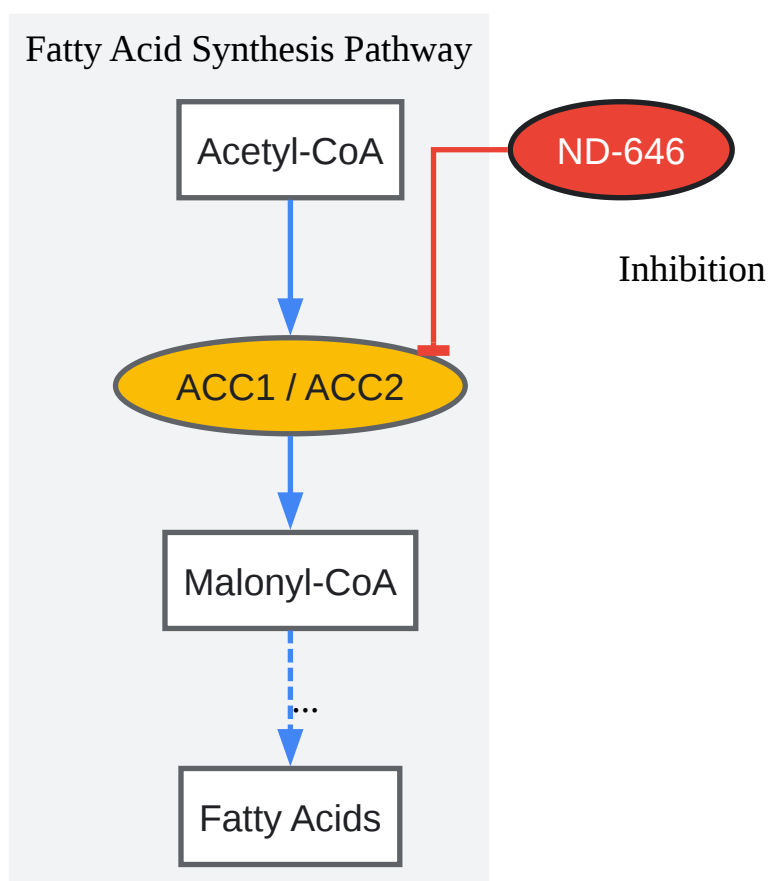 Fatty Acid Synthesis Pathway
Acetyl-CoA
ND-646
Inhibition
ACC1 / ACC2
Malonyl-CoA
...
Fatty Acids